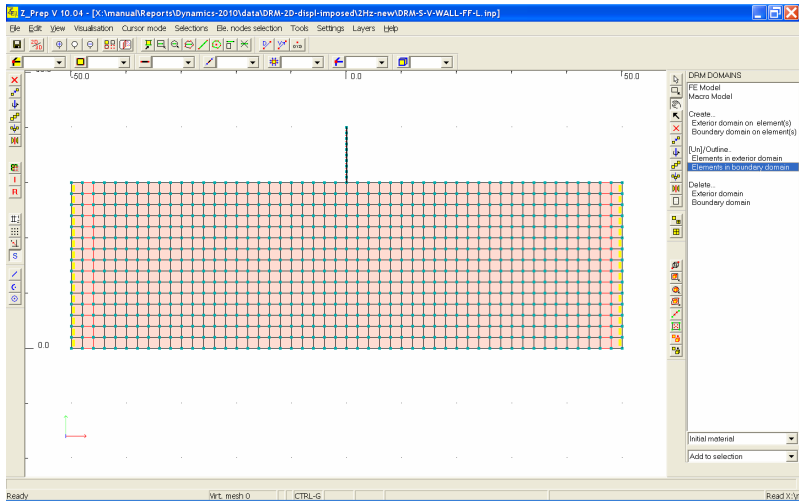 Z_Prep V 10.04 - [X:\manual\Reports\Dynamics-2010\data\DRM-2D-displ-imposed\2Hz-new\DRM-S-V-WALL-FF-L.inp]
File Edit View Visualisation Cursor mode Selections Ele. nodes selection Tools Settings Layers Help
-50.0 0.0 50.0
0.0
I
R
S
DRM DOMAINS
FE Model
Macro Model
Create...
Exterior domain on element(s)
Boundary domain on element(s)
[Un]/Outline..
Elements in exterior domain
Elements in boundary domain
Delete...
Exterior domain
Boundary domain
Initial material
Add to selection
Ready Virt. mesh 0 CTRL-G Read X:\